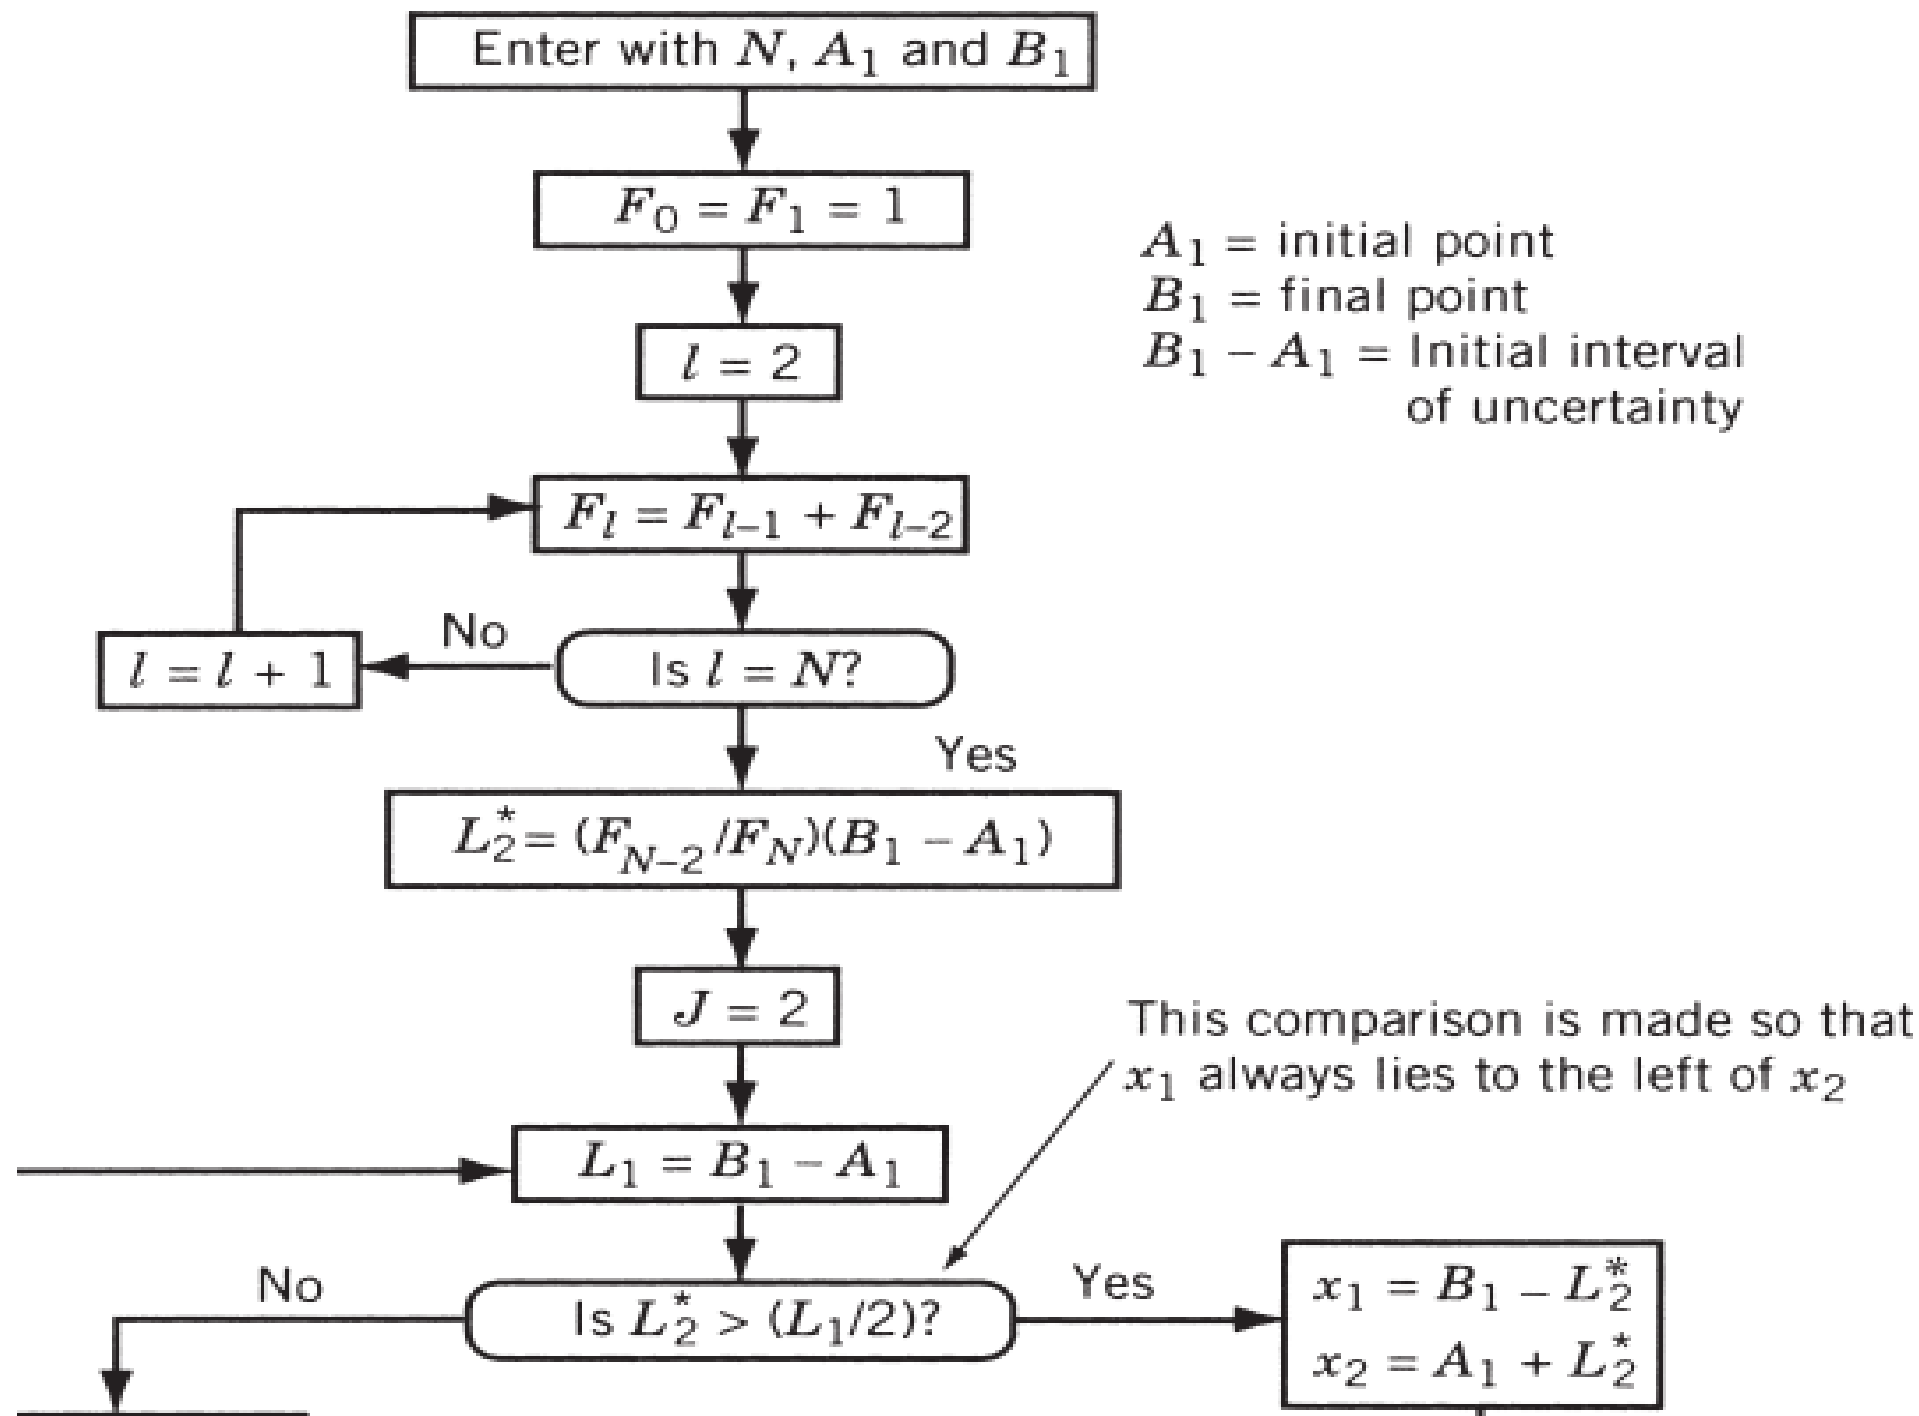 Enter with N, A₁ and B₁
F₀ = F₁ = 1
A₁ = initial point
B₁ = final point
B₁ − A₁ = Initial interval
of uncertainty
l = 2
Fₗ = Fₗ₋₁ + Fₗ₋₂
No
l = l + 1
Is l = N?
Yes
L₂* = (F_{N−2}/F_N)(B₁ − A₁)
J = 2
This comparison is made so that
x₁ always lies to the left of x₂
L₁ = B₁ − A₁
No
Is L₂* > (L₁/2)?
Yes
x₁ = B₁ − L₂*
x₂ = A₁ + L₂*